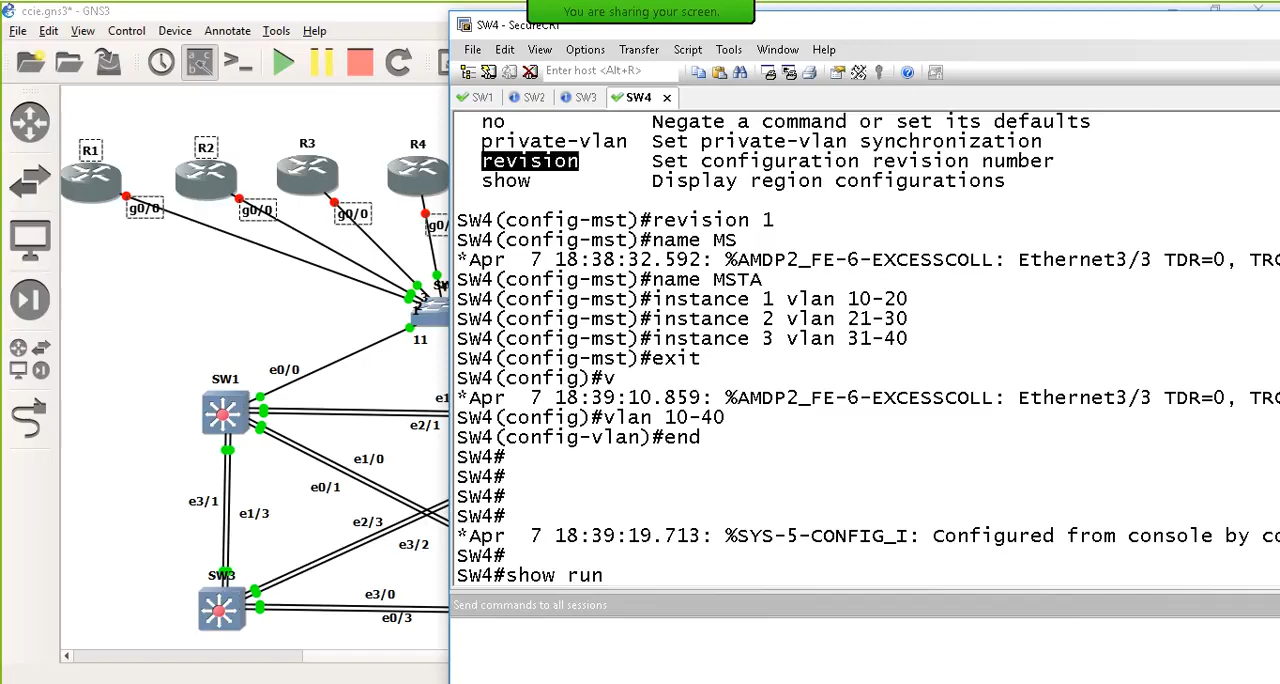 ccie.gns3* - GNS3
File Edit View Control Device Annotate Tools Help
R1
R2
R3
R4
g0/0
g0/0
g0/0
g0/
1
11
e0/0
SW1
e2/1
e1/0
e0/1
e3/1
e1/3
e2/3
e3/2
SW3
e3/0
e0/3
You are sharing your screen.
SW4 - SecureCRT
File Edit View Options Transfer Script Tools Window Help
Enter host <Alt+R>
SW1 SW2 SW3 SW4
no Negate a command or set its defaults
private-vlan Set private-vlan synchronization
revision Set configuration revision number
show Display region configurations
SW4(config-mst)#revision 1
SW4(config-mst)#name MS
*Apr 7 18:38:32.592: %AMDP2_FE-6-EXCESSCOLL: Ethernet3/3 TDR=0, TRC
SW4(config-mst)#name MSTA
SW4(config-mst)#instance 1 vlan 10-20
SW4(config-mst)#instance 2 vlan 21-30
SW4(config-mst)#instance 3 vlan 31-40
SW4(config-mst)#exit
SW4(config)#v
*Apr 7 18:39:10.859: %AMDP2_FE-6-EXCESSCOLL: Ethernet3/3 TDR=0, TRC
SW4(config)#vlan 10-40
SW4(config-vlan)#end
SW4#
SW4#
SW4#
SW4#
*Apr 7 18:39:19.713: %SYS-5-CONFIG_I: Configured from console by co
SW4#
SW4#show run
Send commands to all sessions